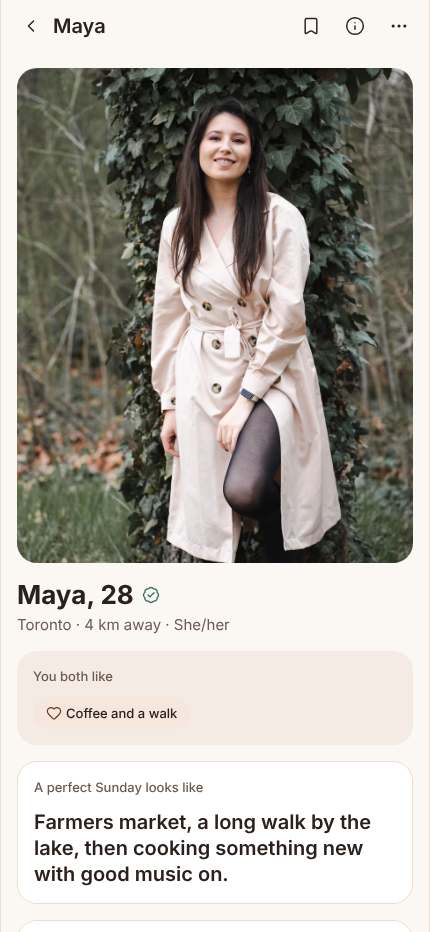 Maya
Maya, 28
Toronto · 4 km away · She/her
You both like
Coffee and a walk
A perfect Sunday looks like
Farmers market, a long walk by the
lake, then cooking something new
with good music on.